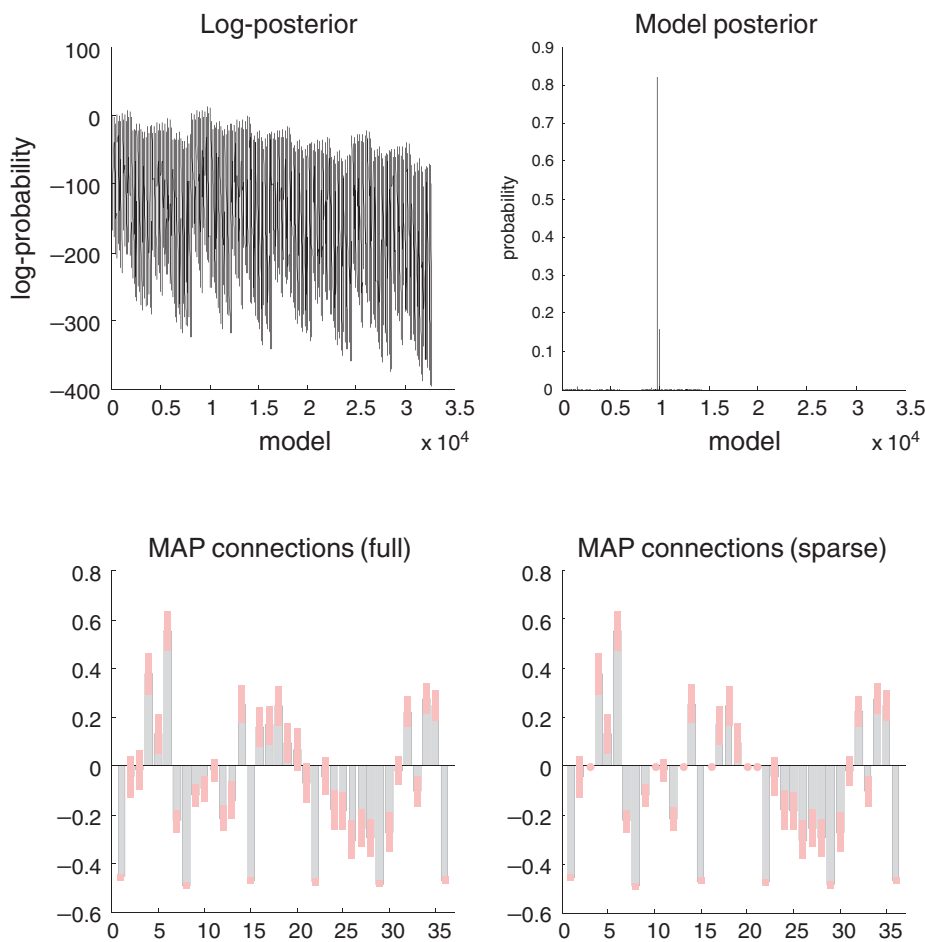 Log-posterior
100
0
−100
−200
−300
−400
log-probability
0 0.5 1 1.5 2 2.5 3 3.5
model
x 10⁴
Model posterior
0.9
0.8
0.7
0.6
0.5
0.4
0.3
0.2
0.1
0
probability
0 0.5 1 1.5 2 2.5 3 3.5
model
x 10⁴
MAP connections (full)
0.8
0.6
0.4
0.2
0
−0.2
−0.4
−0.6
0 5 10 15 20 25 30 35
MAP connections (sparse)
0.8
0.6
0.4
0.2
0
−0.2
−0.4
−0.6
0 5 10 15 20 25 30 35